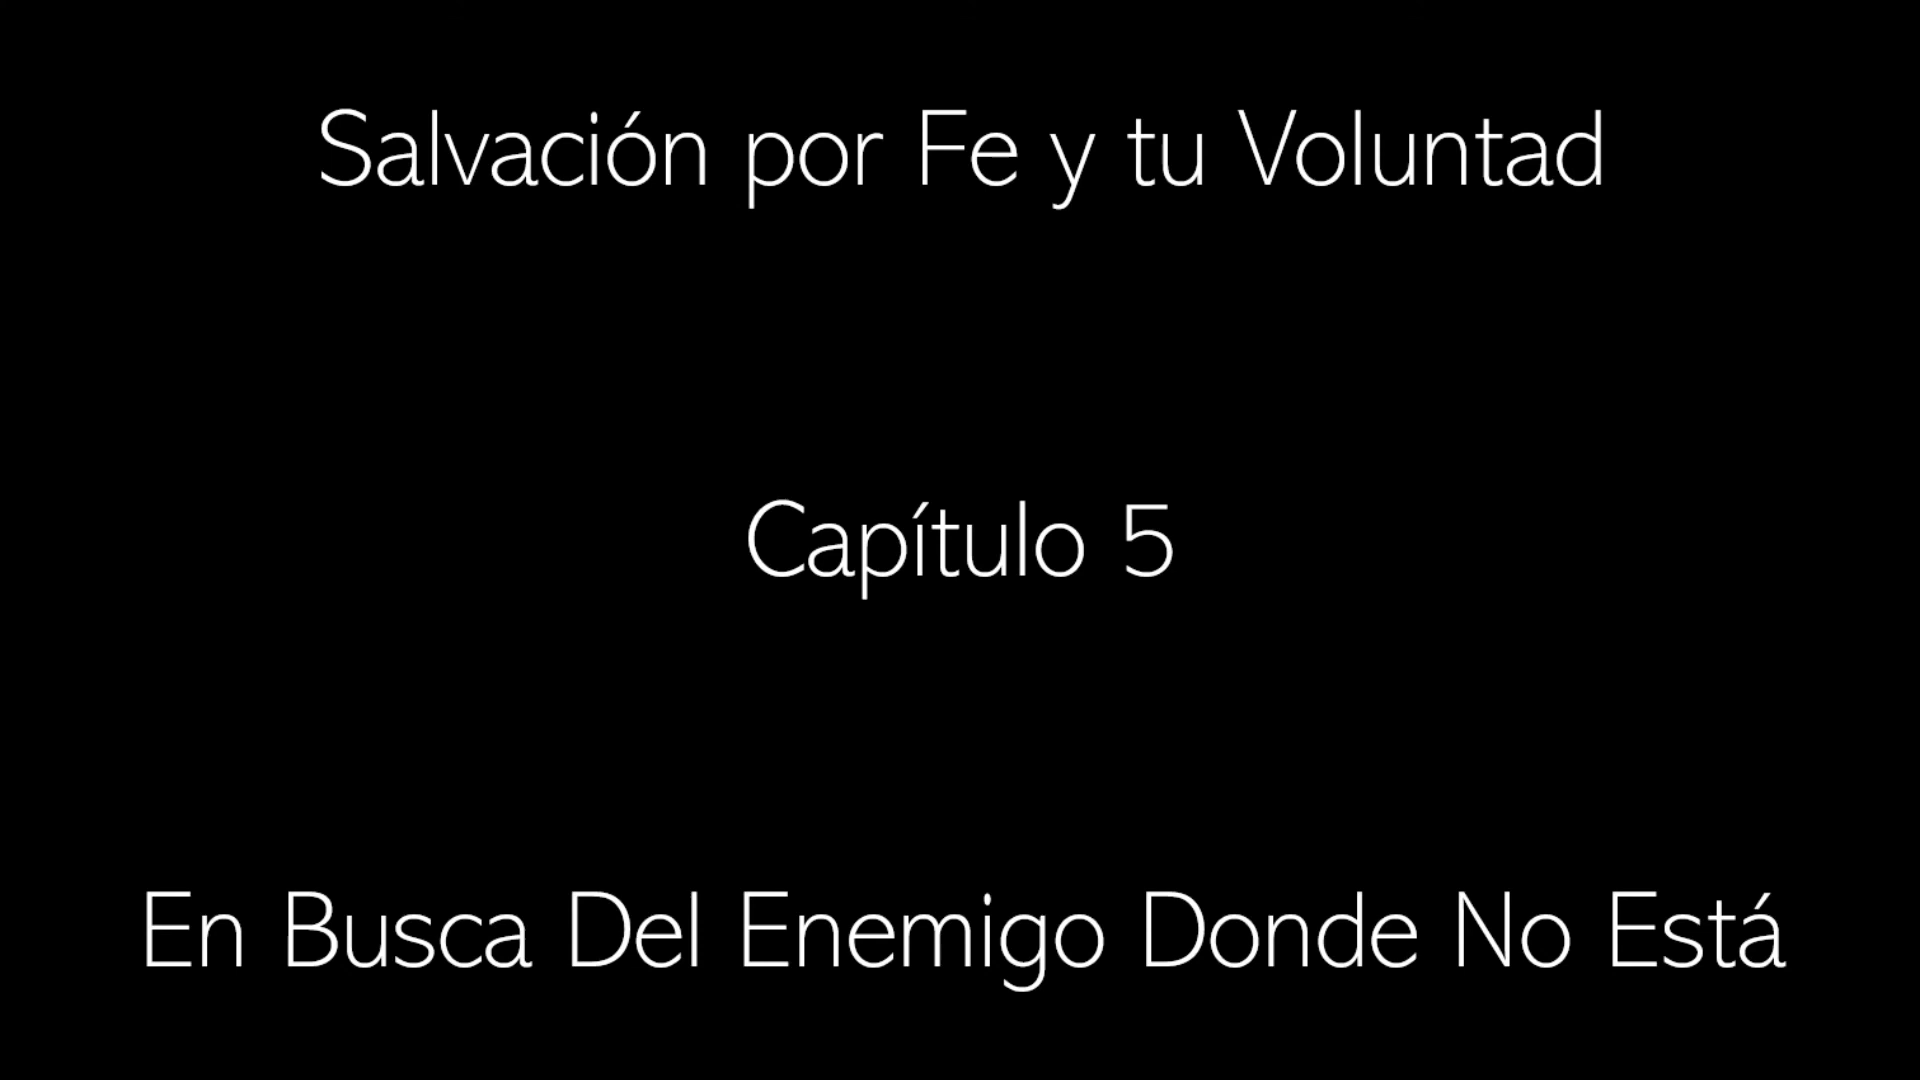 Salvación por Fe y tu Voluntad
Capítulo 5
En Busca Del Enemigo Donde No Está